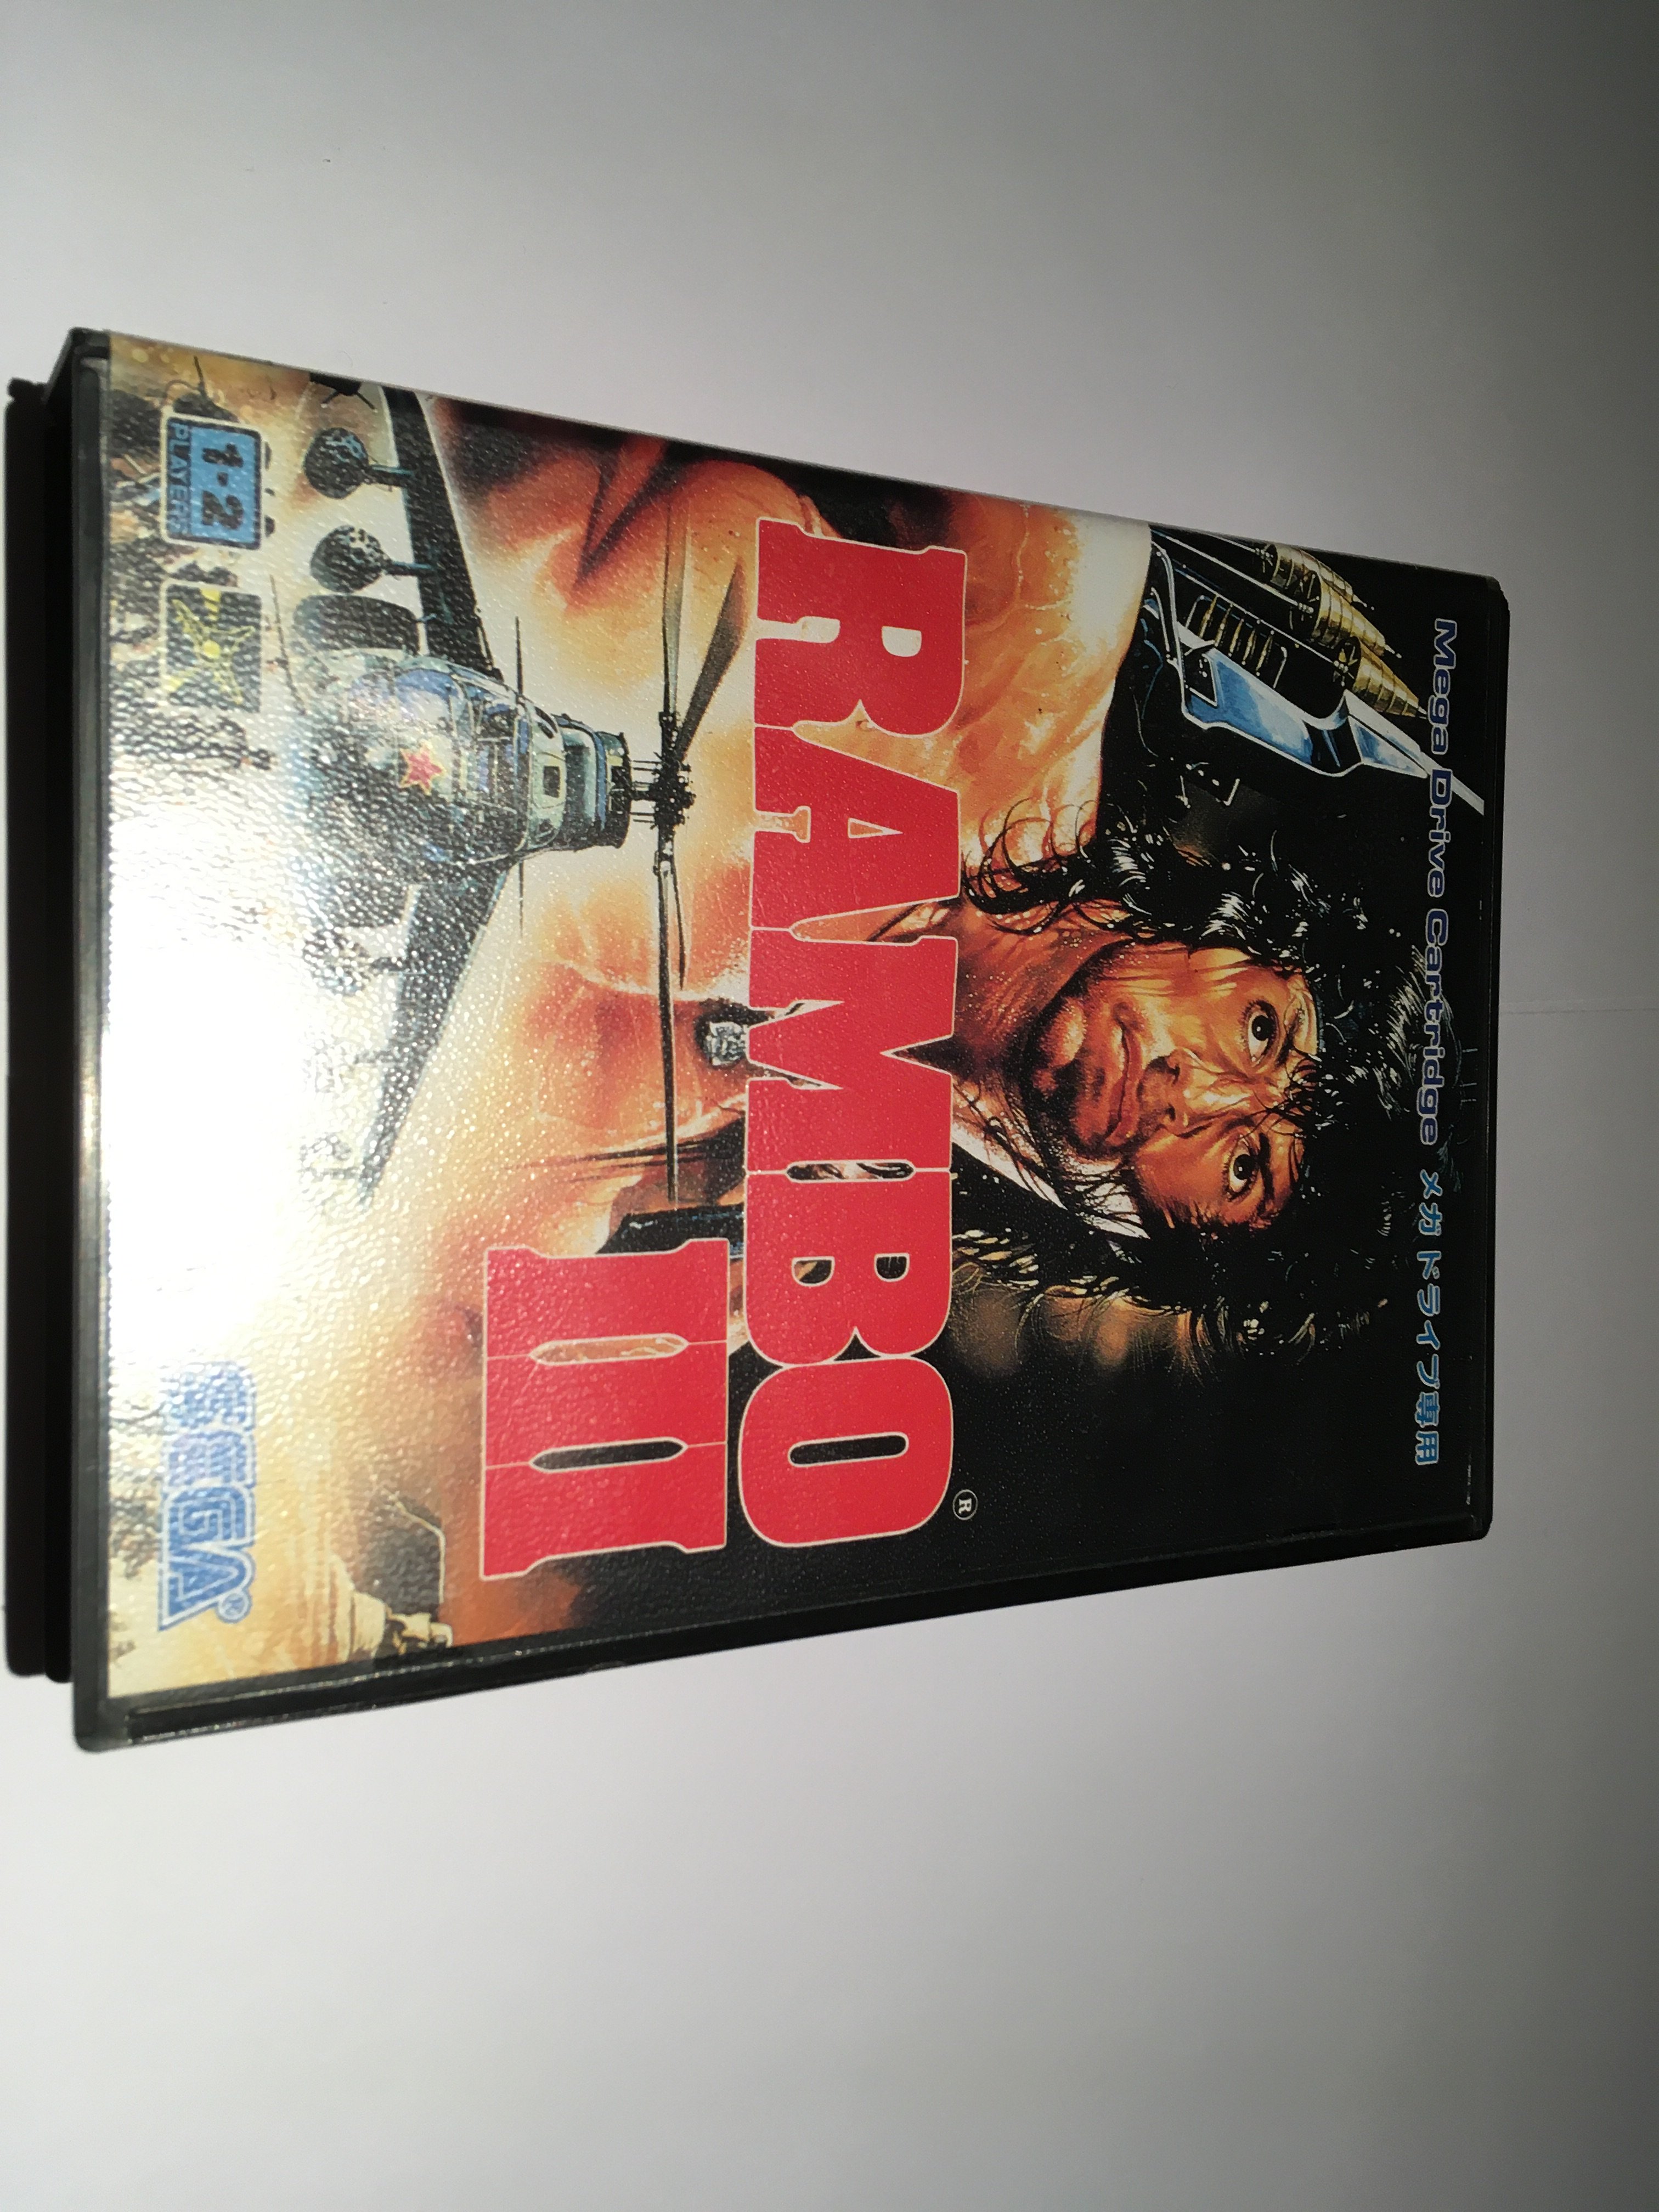 Mega Drive Cartridge メガドライブ専用
RAMBO®
III
1-2
PLAYERS
SEGA®